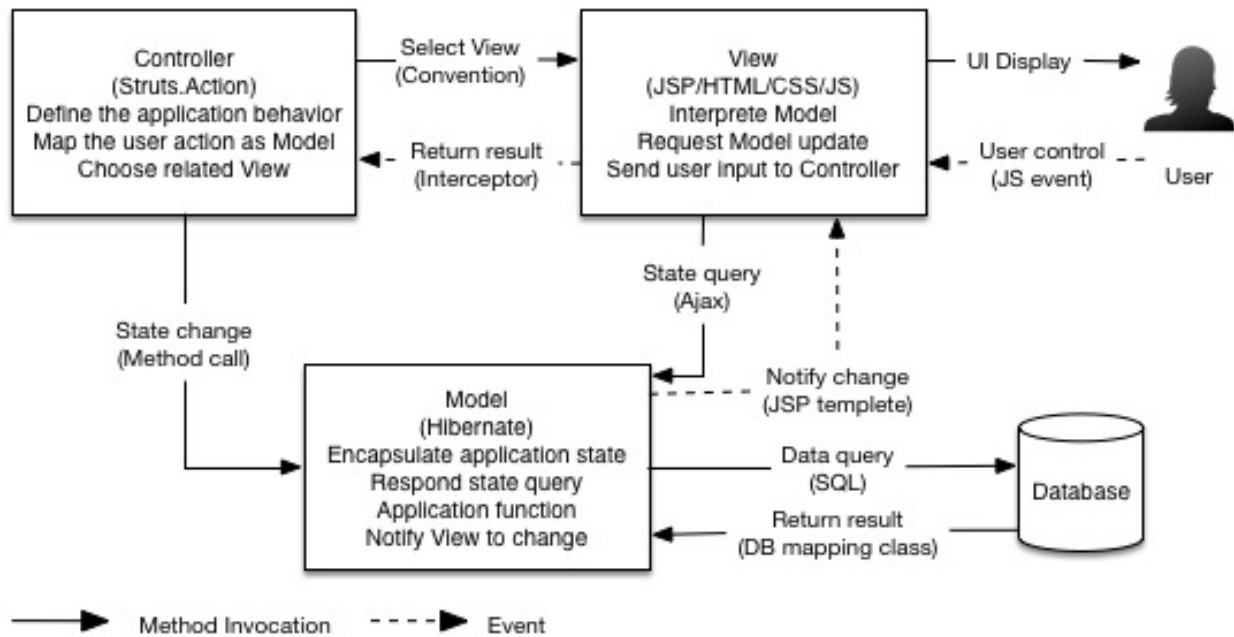 Controller
(Struts.Action)
Define the application behavior
Map the user action as Model
Choose related View
Select View
(Convention)
Return result
(Interceptor)
View
(JSP/HTML/CSS/JS)
Interprete Model
Request Model update
Send user input to Controller
UI Display
User control
(JS event)
User
State change
(Method call)
State query
(Ajax)
Notify change
(JSP templete)
Model
(Hibernate)
Encapsulate application state
Respond state query
Application function
Notify View to change
Data query
(SQL)
Return result
(DB mapping class)
Database
Method Invocation
Event